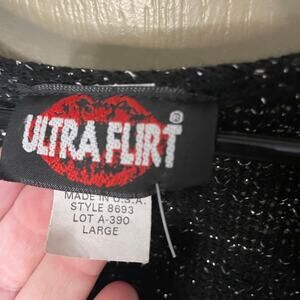 ULTRA FLIRT®
MADE IN U.S.A.
STYLE 8693
LOT A-390
LARGE